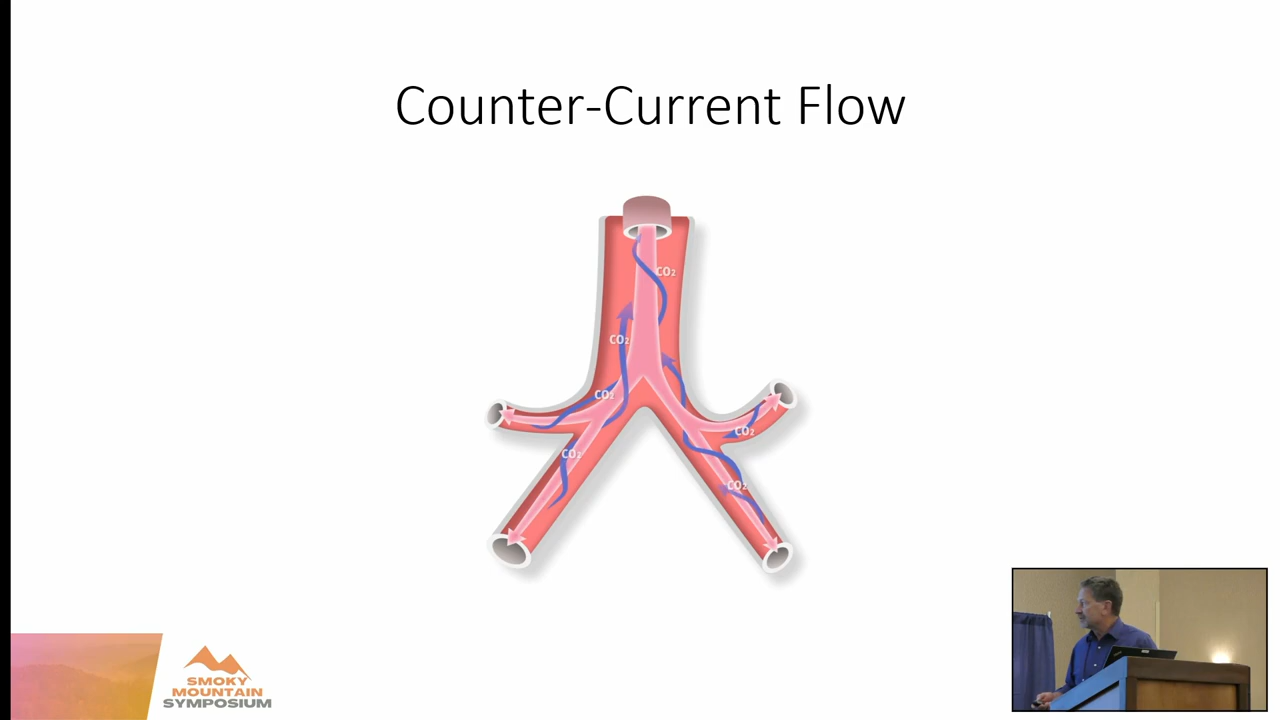 Counter-Current Flow
CO₂
CO₂
CO₂
CO₂
CO₂
CO₂
SMOKY
MOUNTAIN
SYMPOSIUM